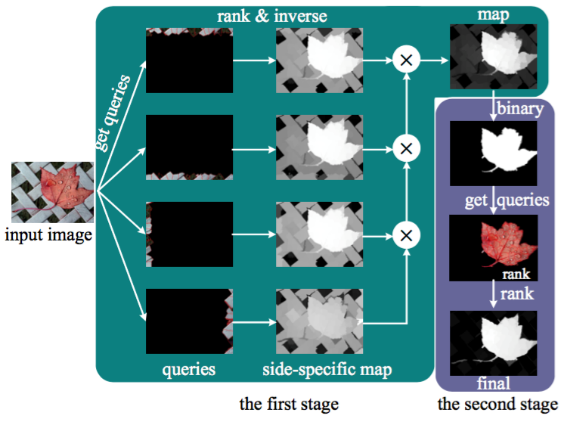 rank & inverse
map
get queries
binary
input image
get queries
rank
rank
queries
side-specific map
final
the first stage
the second stage